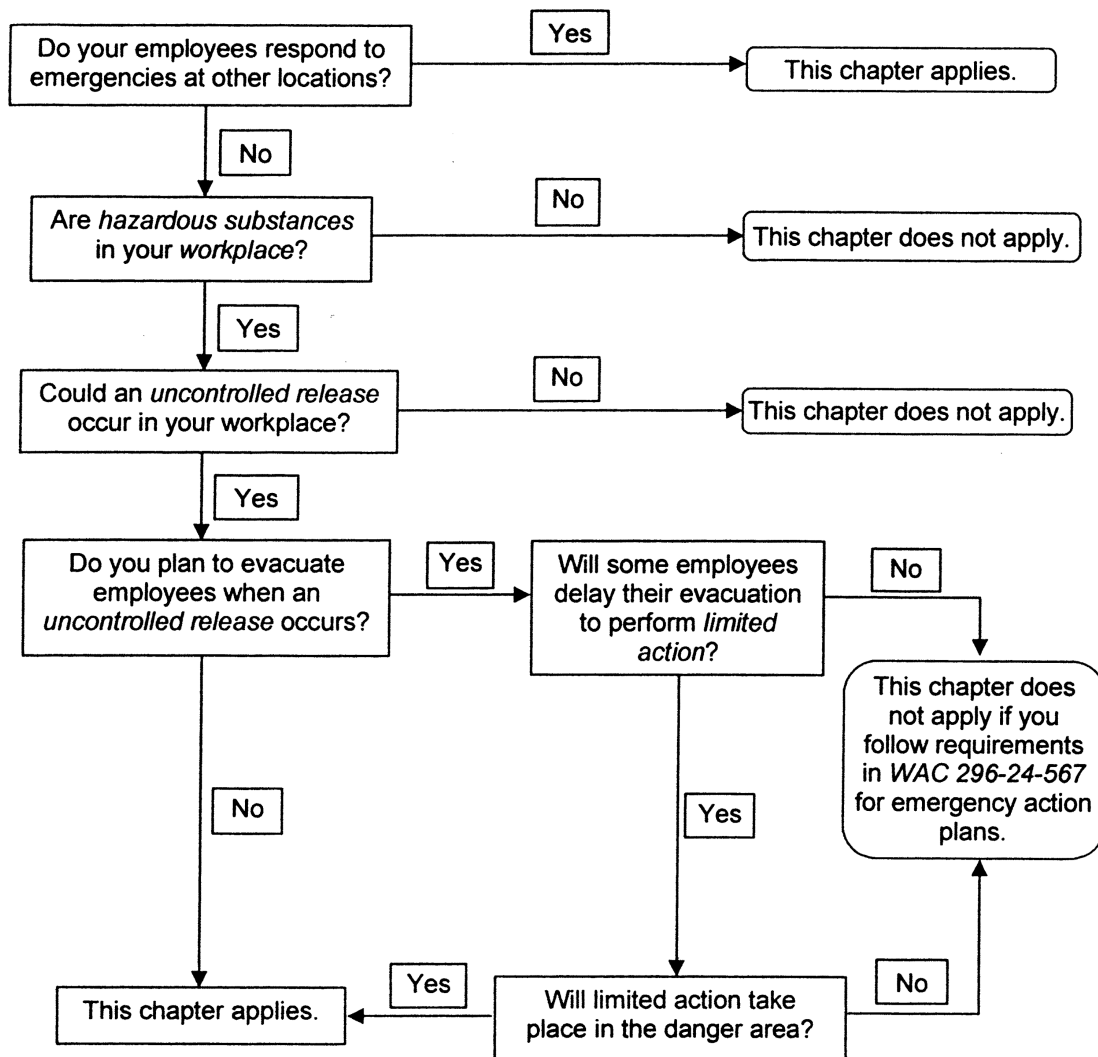 Do your employees respond to
emergencies at other locations?
Yes
This chapter applies.
No
Are hazardous substances
in your workplace?
No
This chapter does not apply.
Yes
Could an uncontrolled release
occur in your workplace?
No
This chapter does not apply.
Yes
Do you plan to evacuate
employees when an
uncontrolled release occurs?
Yes
Will some employees
delay their evacuation
to perform limited
action?
No
This chapter does
not apply if you
follow requirements
in WAC 296-24-567
for emergency action
plans.
No
Yes
This chapter applies.
Yes
Will limited action take
place in the danger area?
No